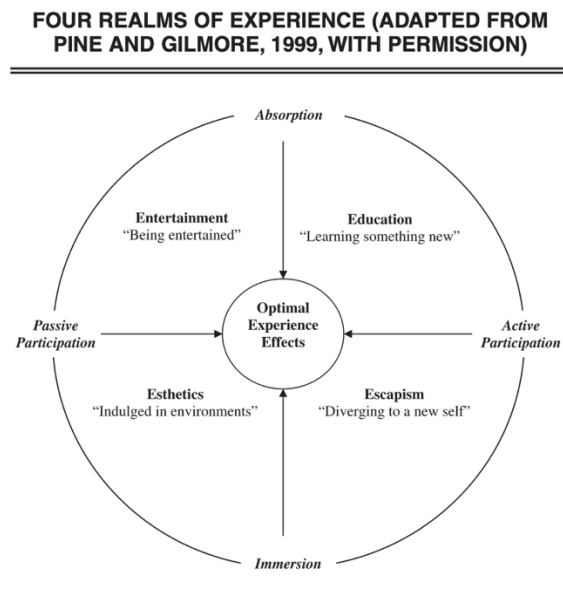 FOUR REALMS OF EXPERIENCE (ADAPTED FROM
PINE AND GILMORE, 1999, WITH PERMISSION)
Absorption
Entertainment
“Being entertained”
Education
“Learning something new”
Passive
Participation
Optimal
Experience
Effects
Active
Participation
Esthetics
“Indulged in environments”
Escapism
“Diverging to a new self”
Immersion